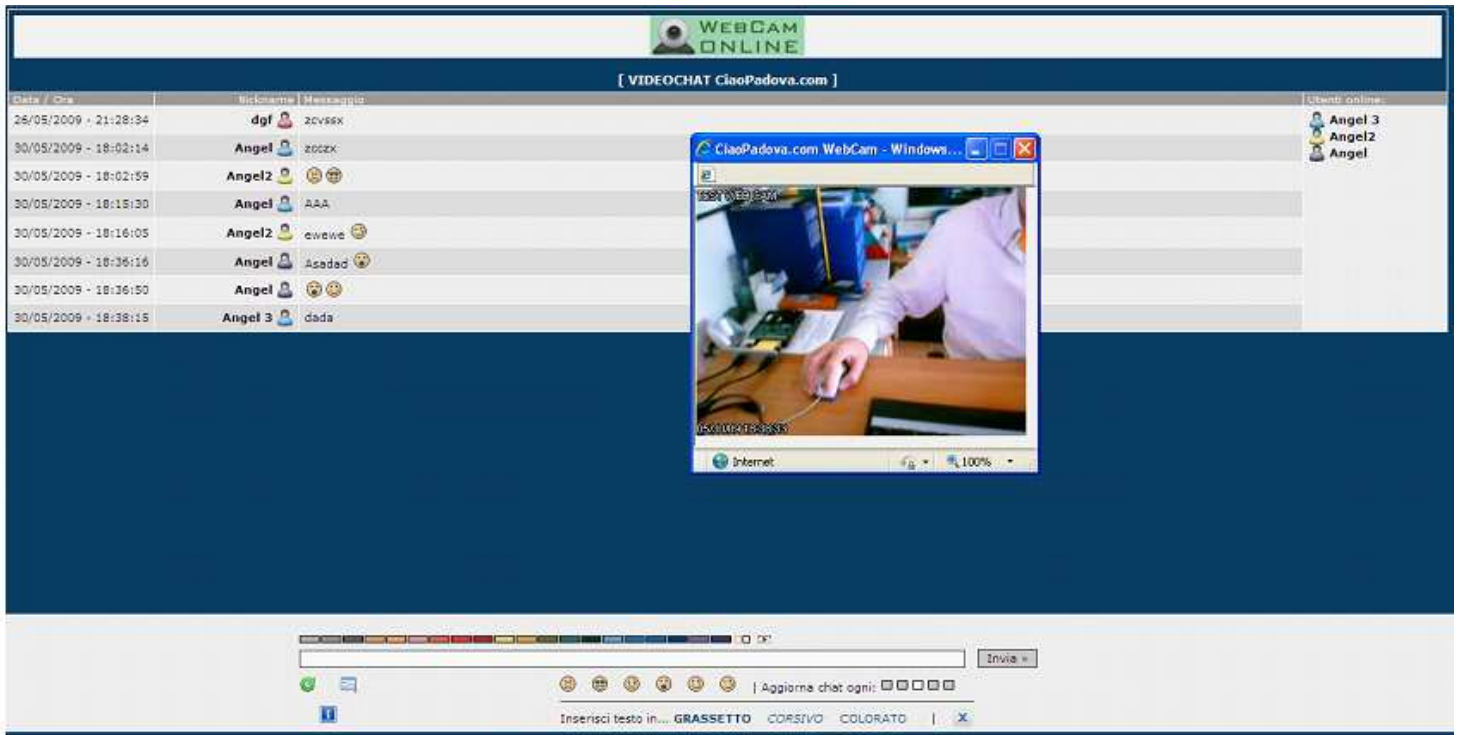 WEBCAM
ONLINE
[ VIDEOCHAT CiaoPadova.com ]
Data / Ora Nickname Messaggio Utenti online:
26/05/2009 - 21:28:34 dgf zcvssx Angel 3
30/05/2009 - 18:02:14 Angel zcczx Angel2
30/05/2009 - 18:02:59 Angel2 Angel
30/05/2009 - 18:15:30 Angel AAA
30/05/2009 - 18:16:05 Angel2 ewewe
30/05/2009 - 18:36:16 Angel Asadad
30/05/2009 - 18:36:50 Angel
30/05/2009 - 18:38:15 Angel 3 dada
CiaoPadova.com WebCam - Windows...
TEST WEB CAM
Internet 100%
Invia »
| Aggiorna chat ogni:
Inserisci testo in... GRASSETTO CORSIVO COLORATO | X